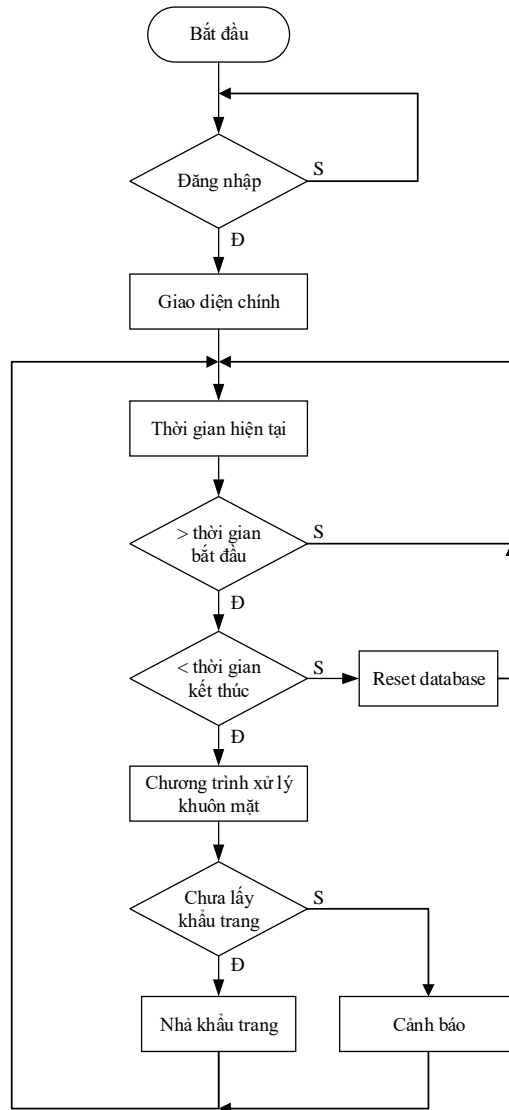 Bắt đầu
Đăng nhập
S
Đ
Giao diện chính
Thời gian hiện tại
> thời gian
bắt đầu
S
Đ
< thời gian
kết thúc
S
Reset database
Đ
Chương trình xử lý
khuôn mặt
Chưa lấy
khẩu trang
S
Đ
Nhả khẩu trang
Cảnh báo